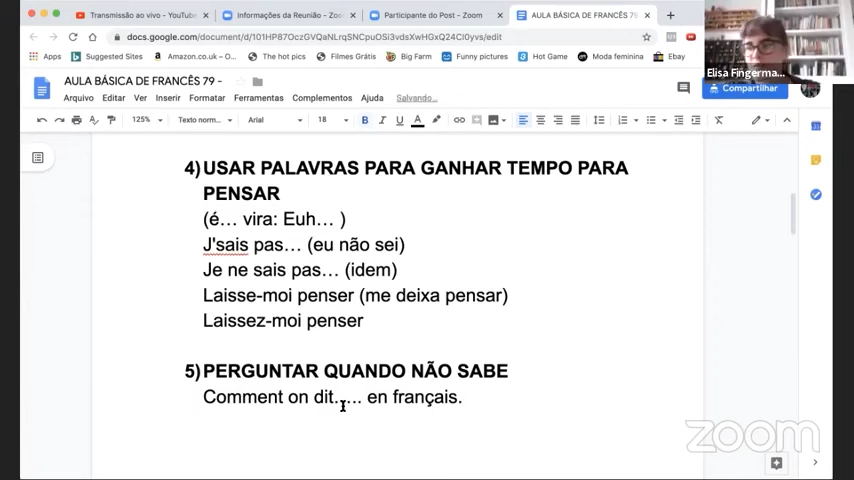 Transmissão ao vivo - YouTube
Informações da Reunião - Zoo
Participante do Post - Zoom
AULA BÁSICA DE FRANCÊS 79 -
docs.google.com/document/d/101HP87OczGVQaNLrqSNCpuOSi3vdsXwHGxQ24Cl0yvs/edit
Apps
Suggested Sites
Amazon.co.uk – O...
The hot pics
Filmes Grátis
Big Farm
Funny pictures
Hot Game
Moda feminina
Ebay
Elisa Fingerma...
AULA BÁSICA DE FRANCÊS 79 -
Arquivo Editar Ver Inserir Formatar Ferramentas Complementos Ajuda Salvando...
Compartilhar
125% Texto norm... Arial 18 B I U A
4) USAR PALAVRAS PARA GANHAR TEMPO PARA
PENSAR
(é… vira: Euh… )
J'sais pas… (eu não sei)
Je ne sais pas… (idem)
Laisse-moi penser (me deixa pensar)
Laissez-moi penser
5) PERGUNTAR QUANDO NÃO SABE
Comment on dit….. en français.
zoom